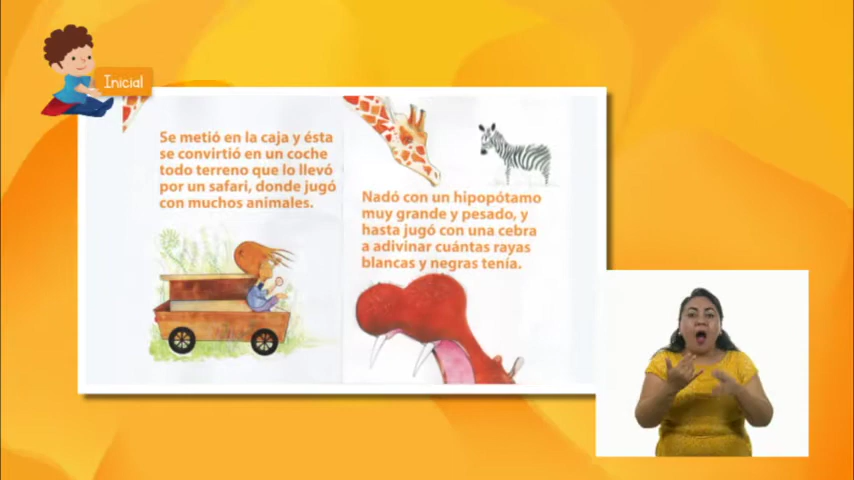 Inicial
Se metió en la caja y ésta
se convirtió en un coche
todo terreno que lo llevó
por un safari, donde jugó
con muchos animales.
Nadó con un hipopótamo
muy grande y pesado, y
hasta jugó con una cebra
a adivinar cuántas rayas
blancas y negras tenía.